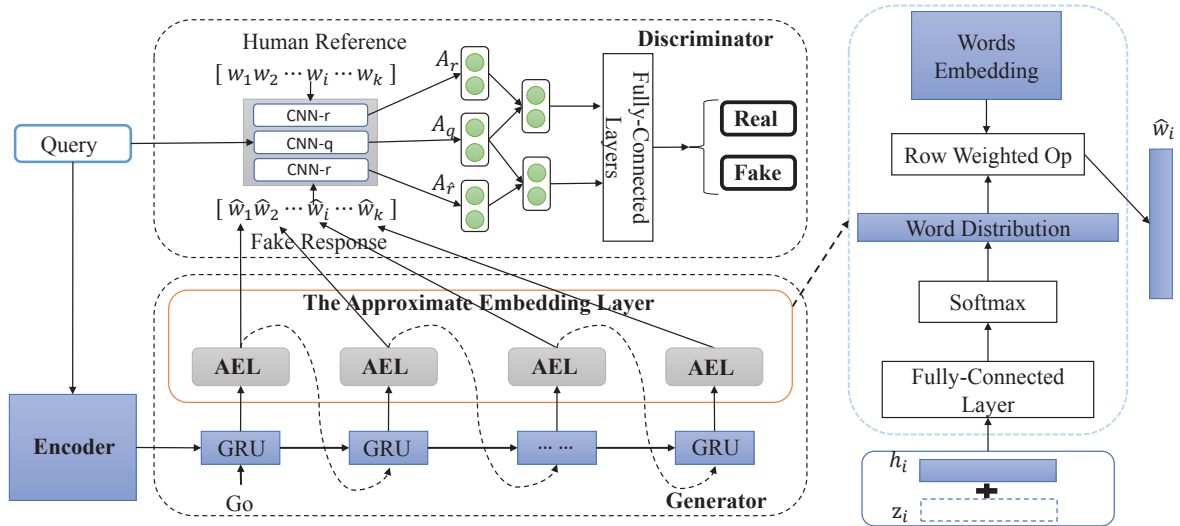 Human Reference
Discriminator
[ w₁w₂ ⋯ wᵢ ⋯ wₖ ]
Aᵣ
CNN-r
Query
CNN-q
A_q
CNN-r
A_r̂
Fully-Connected
Layers
Real
Fake
[ ŵ₁ŵ₂ ⋯ ŵᵢ ⋯ ŵₖ ]
Fake Response
The Approximate Embedding Layer
AEL
AEL
AEL
AEL
Encoder
GRU
GRU
... ...
GRU
Go
Generator
Words
Embedding
ŵᵢ
Row Weighted Op
Word Distribution
Softmax
Fully-Connected
Layer
hᵢ
+
zᵢ